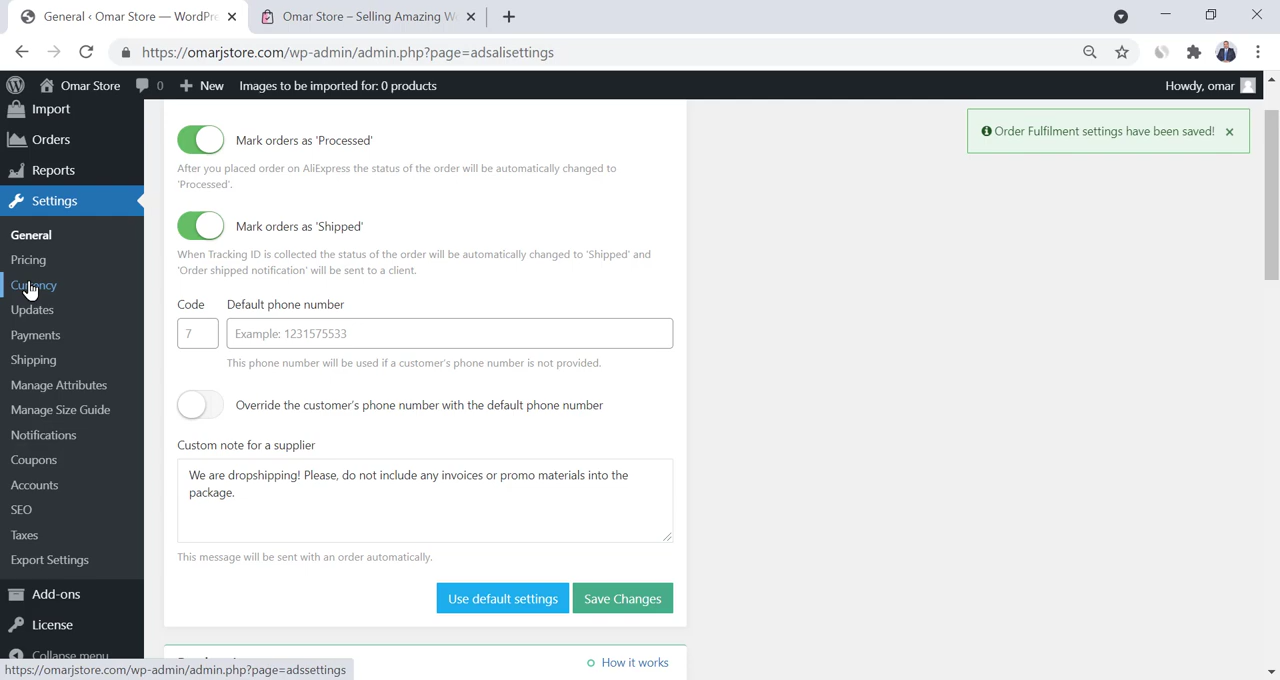 General ‹ Omar Store — WordPre
Omar Store – Selling Amazing W
https://omarjstore.com/wp-admin/admin.php?page=adsalisettings
Omar Store 0 New Images to be imported for: 0 products Howdy, omar
Import
Orders
Reports
Settings
General
Pricing
Currency
Updates
Payments
Shipping
Manage Attributes
Manage Size Guide
Notifications
Coupons
Accounts
SEO
Taxes
Export Settings
Add-ons
License
Collapse menu
https://omarjstore.com/wp-admin/admin.php?page=adssettings
Mark orders as 'Processed'
After you placed order on AliExpress the status of the order will be automatically changed to
'Processed'.
Mark orders as 'Shipped'
When Tracking ID is collected the status of the order will be automatically changed to 'Shipped' and
'Order shipped notification' will be sent to a client.
Code Default phone number
7 Example: 1231575533
This phone number will be used if a customer's phone number is not provided.
Override the customer's phone number with the default phone number
Custom note for a supplier
We are dropshipping! Please, do not include any invoices or promo materials into the
package.
This message will be sent with an order automatically.
Use default settings Save Changes
How it works
Order Fulfilment settings have been saved!